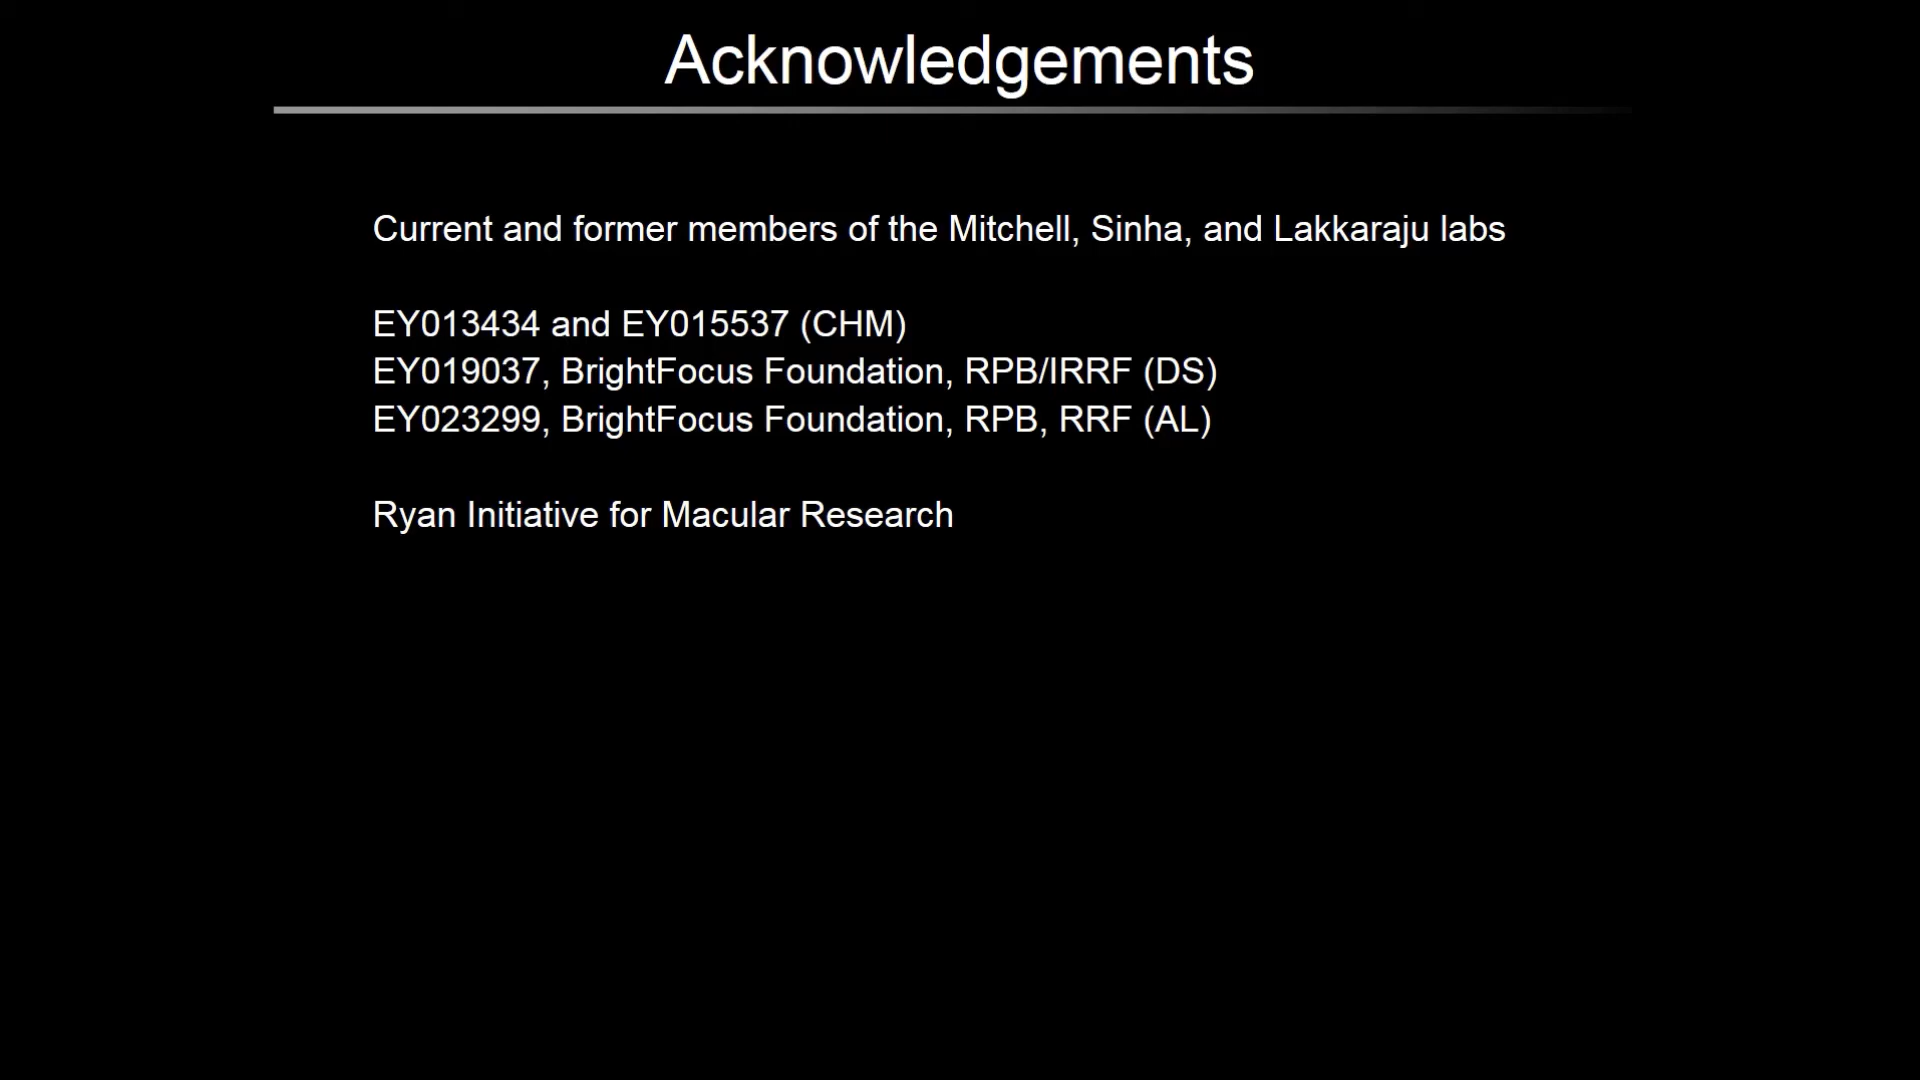 Acknowledgements
Current and former members of the Mitchell, Sinha, and Lakkaraju labs
EY013434 and EY015537 (CHM)
EY019037, BrightFocus Foundation, RPB/IRRF (DS)
EY023299, BrightFocus Foundation, RPB, RRF (AL)
Ryan Initiative for Macular Research